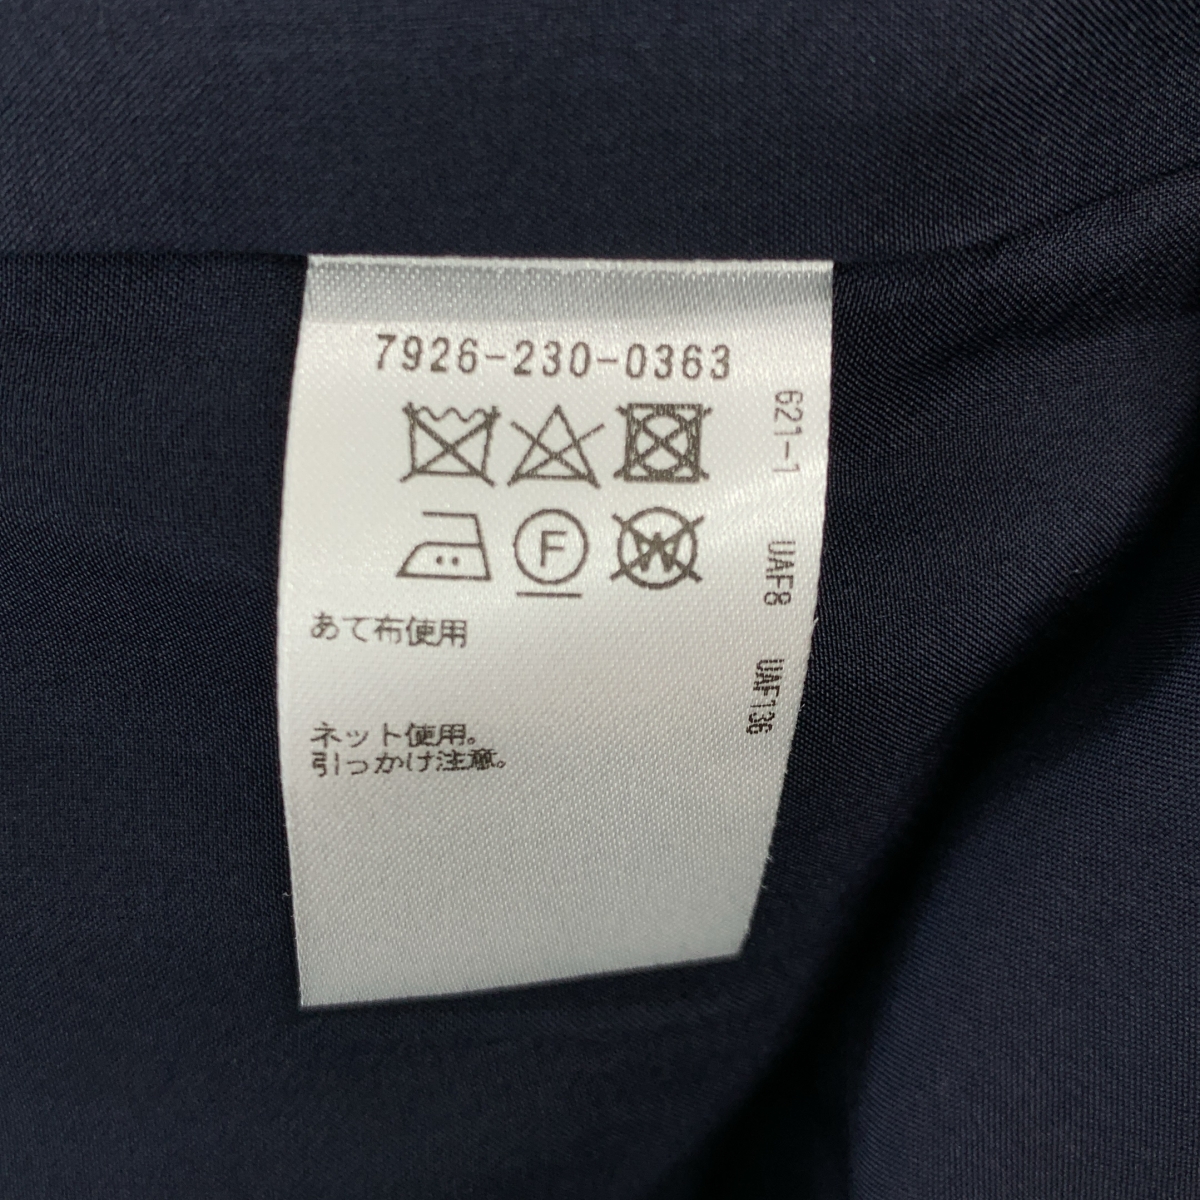 7926-230-0363
621-1 UAF8 UAF136
F
W
あて布使用
ネット使用。
引っかけ注意。